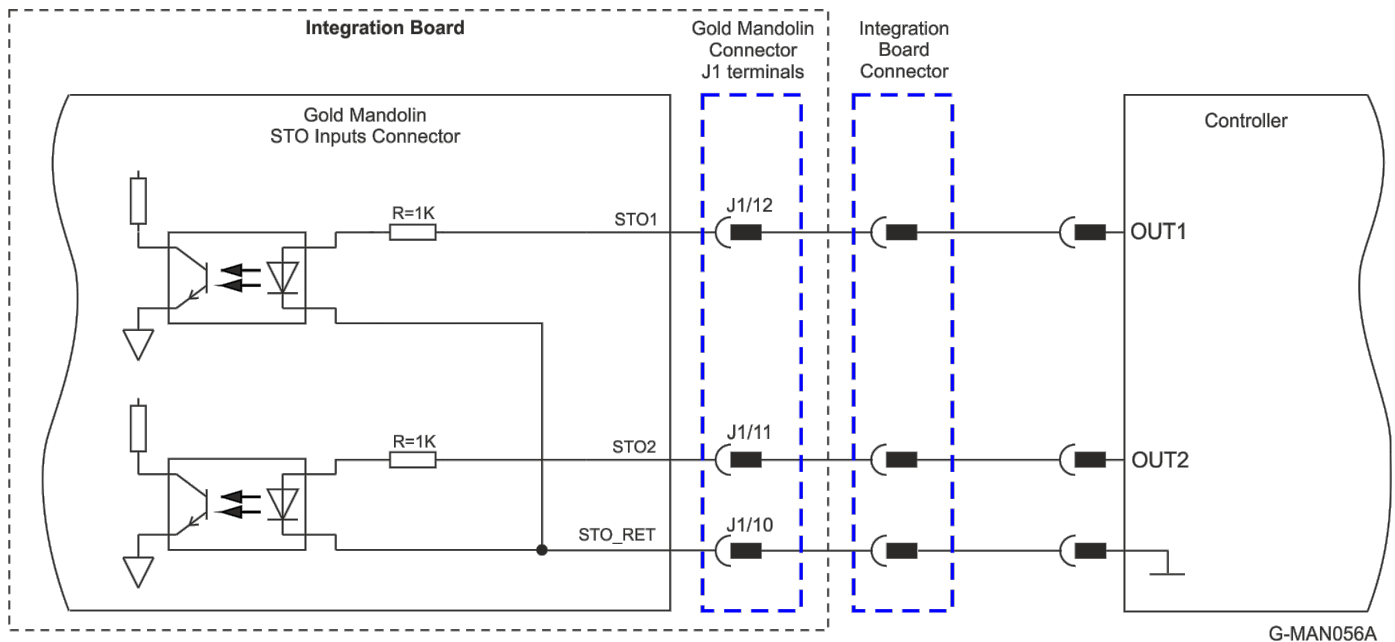 Integration Board
Gold Mandolin
Connector
J1 terminals
Integration
Board
Connector
Gold Mandolin
STO Inputs Connector
Controller
R=1K
STO1
J1/12
OUT1
R=1K
STO2
J1/11
OUT2
STO_RET
J1/10
G-MAN056A